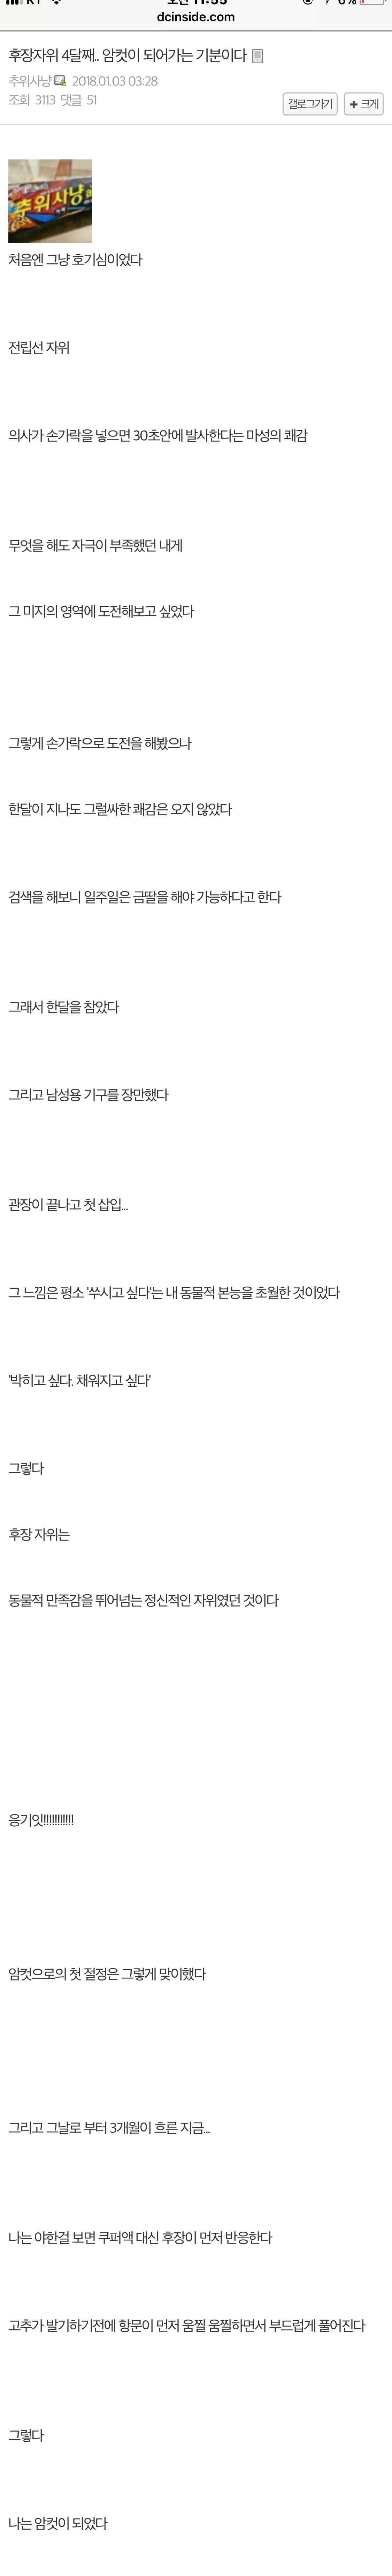 KT 오전 11:55 6%
dcinside.com
후장자위 4달째.. 암컷이 되어가는 기분이다
추위사냥 2018.01.03 03:28
조회 3113 댓글 51
갤로그가기 + 크게
추위사냥
처음엔 그냥 호기심이었다
전립선 자위
의사가 손가락을 넣으면 30초안에 발사한다는 마성의 쾌감
무엇을 해도 자극이 부족했던 내게
그 미지의 영역에 도전해보고 싶었다
그렇게 손가락으로 도전을 해봤으나
한달이 지나도 그럴싸한 쾌감은 오지 않았다
검색을 해보니 일주일은 금딸을 해야 가능하다고 한다
그래서 한달을 참았다
그리고 남성용 기구를 장만했다
관장이 끝나고 첫 삽입...
그 느낌은 평소 '쑤시고 싶다'는 내 동물적 본능을 초월한 것이었다
'박히고 싶다. 채워지고 싶다'
그렇다
후장 자위는
동물적 만족감을 뛰어넘는 정신적인 자위였던 것이다
응기잇!!!!!!!!!!!
암컷으로의 첫 절정은 그렇게 맞이했다
그리고 그날로 부터 3개월이 흐른 지금...
나는 야한걸 보면 쿠퍼액 대신 후장이 먼저 반응한다
고추가 발기하기전에 항문이 먼저 움찔 움찔하면서 부드럽게 풀어진다
그렇다
나는 암컷이 되었다